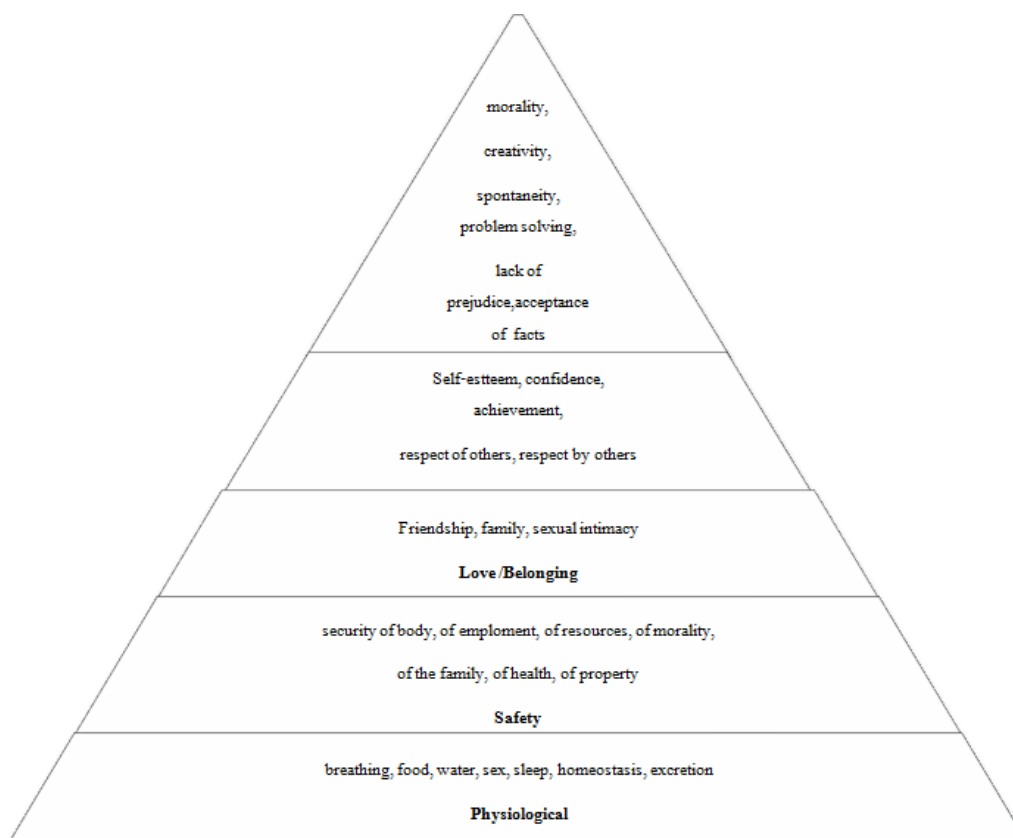 morality,
creativity,
spontaneity,
problem solving,
lack of
prejudice,acceptance
of facts
Self-estteem, confidence,
achievement,
respect of others, respect by others
Friendship, family, sexual intimacy
Love/Belonging
security of body, of emploment, of resources, of morality,
of the family, of health, of property
Safety
breathing, food, water, sex, sleep, homeostasis, excretion
Physiological